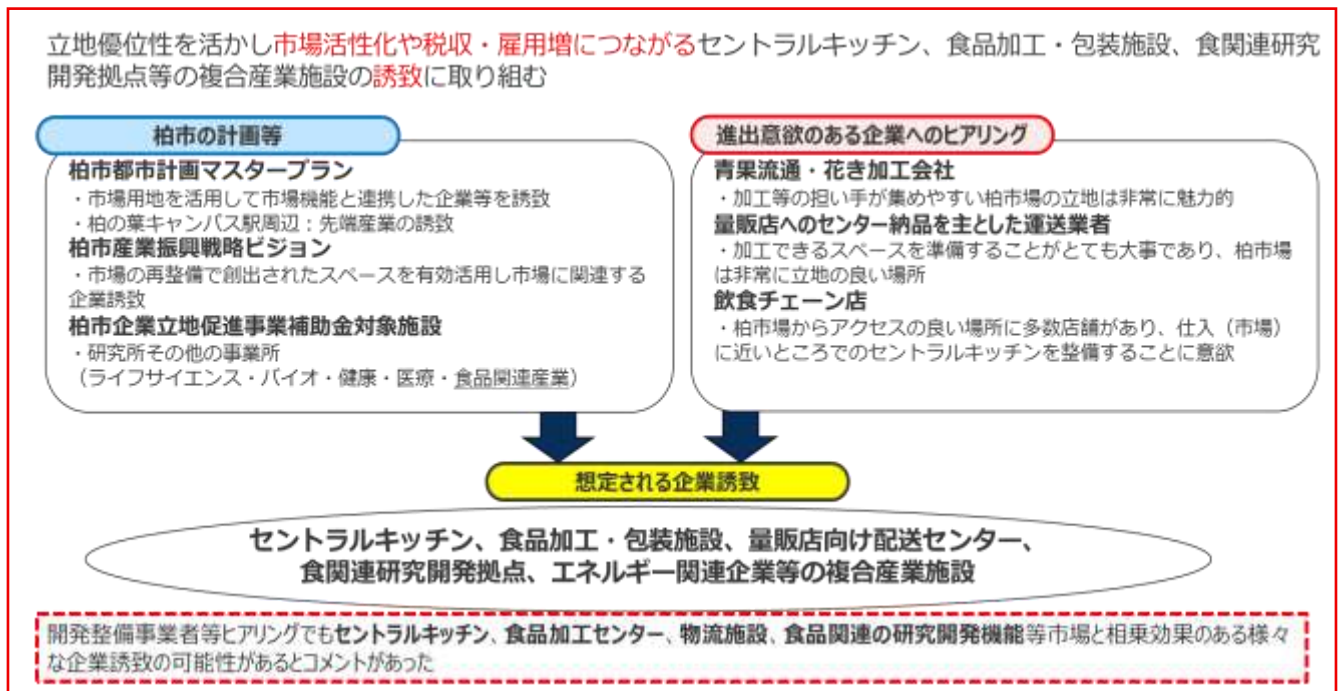 立地優位性を活かし市場活性化や税収・雇用増につながるセントラルキッチン、食品加工・包装施設、食関連研究
開発拠点等の複合産業施設の誘致に取り組む
柏市の計画等
柏市都市計画マスタープラン
・市場用地を活用して市場機能と連携した企業等を誘致
・柏の葉キャンパス駅周辺：先端産業の誘致
柏市産業振興戦略ビジョン
・市場の再整備で創出されたスペースを有効活用し市場に関連する
企業誘致
柏市企業立地促進事業補助金対象施設
・研究所その他の事業所
（ライフサイエンス・バイオ・健康・医療・食品関連産業）
進出意欲のある企業へのヒアリング
青果流通・花き加工会社
・加工等の担い手が集めやすい柏市場の立地は非常に魅力的
量販店へのセンター納品を主とした運送業者
・加工できるスペースを準備することがとても大事であり、柏市場
は非常に立地の良い場所
飲食チェーン店
・柏市場からアクセスの良い場所に多数店舗があり、仕入（市場）
に近いところでのセントラルキッチンを整備することに意欲
想定される企業誘致
セントラルキッチン、食品加工・包装施設、量販店向け配送センター、
食関連研究開発拠点、エネルギー関連企業等の複合産業施設
開発整備事業者等ヒアリングでもセントラルキッチン、食品加工センター、物流施設、食品関連の研究開発機能等市場と相乗効果のある様々
な企業誘致の可能性があるとコメントがあった